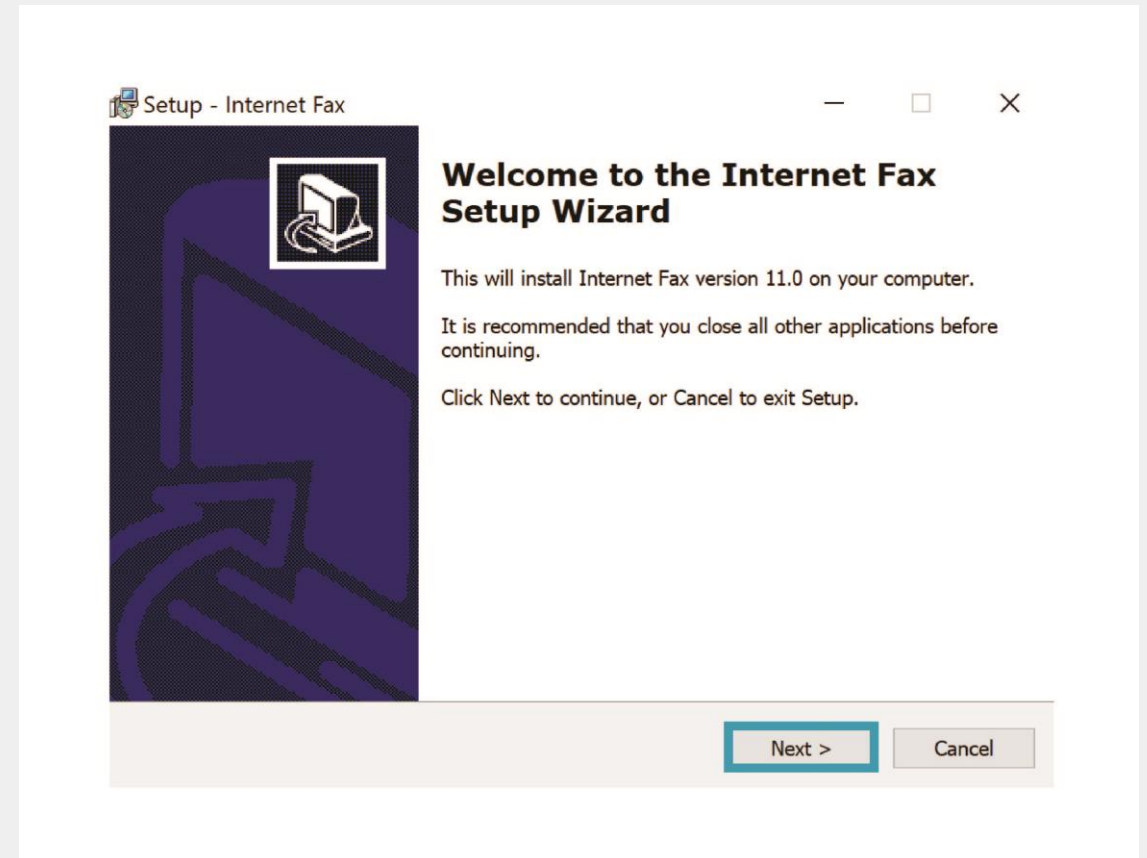 Setup - Internet Fax
Welcome to the Internet Fax
Setup Wizard
This will install Internet Fax version 11.0 on your computer.
It is recommended that you close all other applications before
continuing.
Click Next to continue, or Cancel to exit Setup.
Next >
Cancel